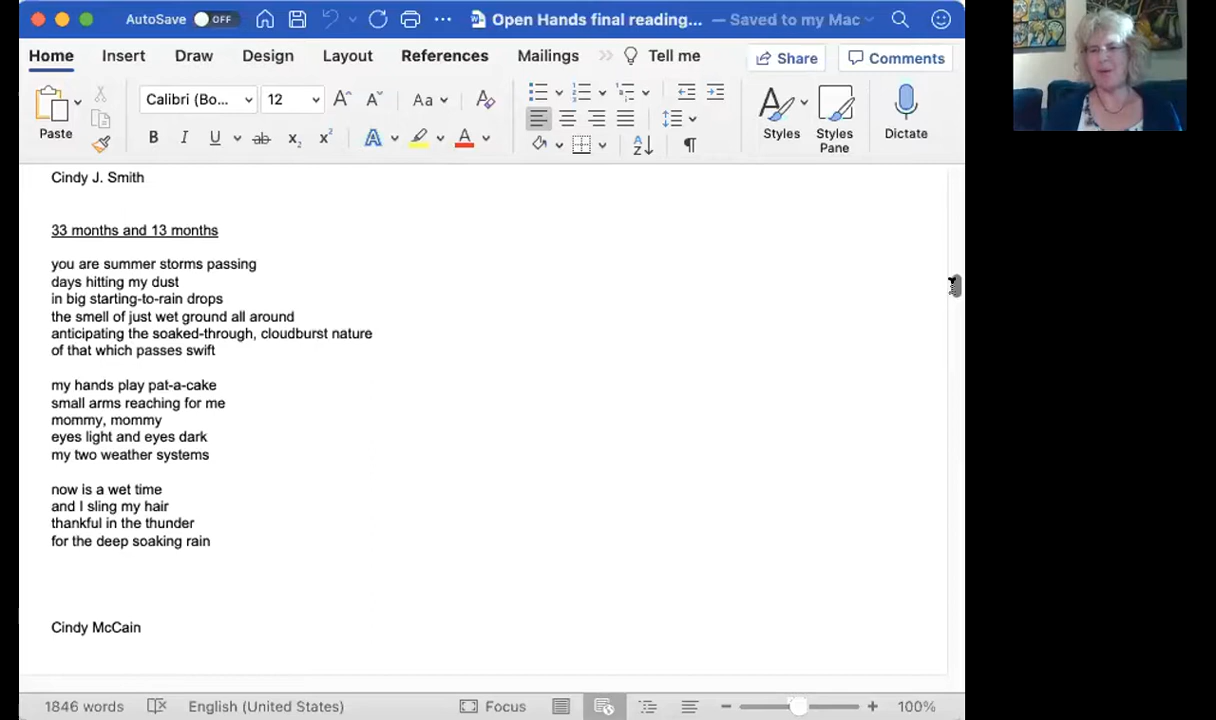 AutoSave OFF Open Hands final reading... — Saved to my Mac
Home Insert Draw Design Layout References Mailings Tell me Share Comments
Paste Calibri (Bo... 12 Aa Styles Styles Pane Dictate
Cindy J. Smith
33 months and 13 months
you are summer storms passing
days hitting my dust
in big starting-to-rain drops
the smell of just wet ground all around
anticipating the soaked-through, cloudburst nature
of that which passes swift
my hands play pat-a-cake
small arms reaching for me
mommy, mommy
eyes light and eyes dark
my two weather systems
now is a wet time
and I sling my hair
thankful in the thunder
for the deep soaking rain
Cindy McCain
1846 words English (United States) Focus 100%